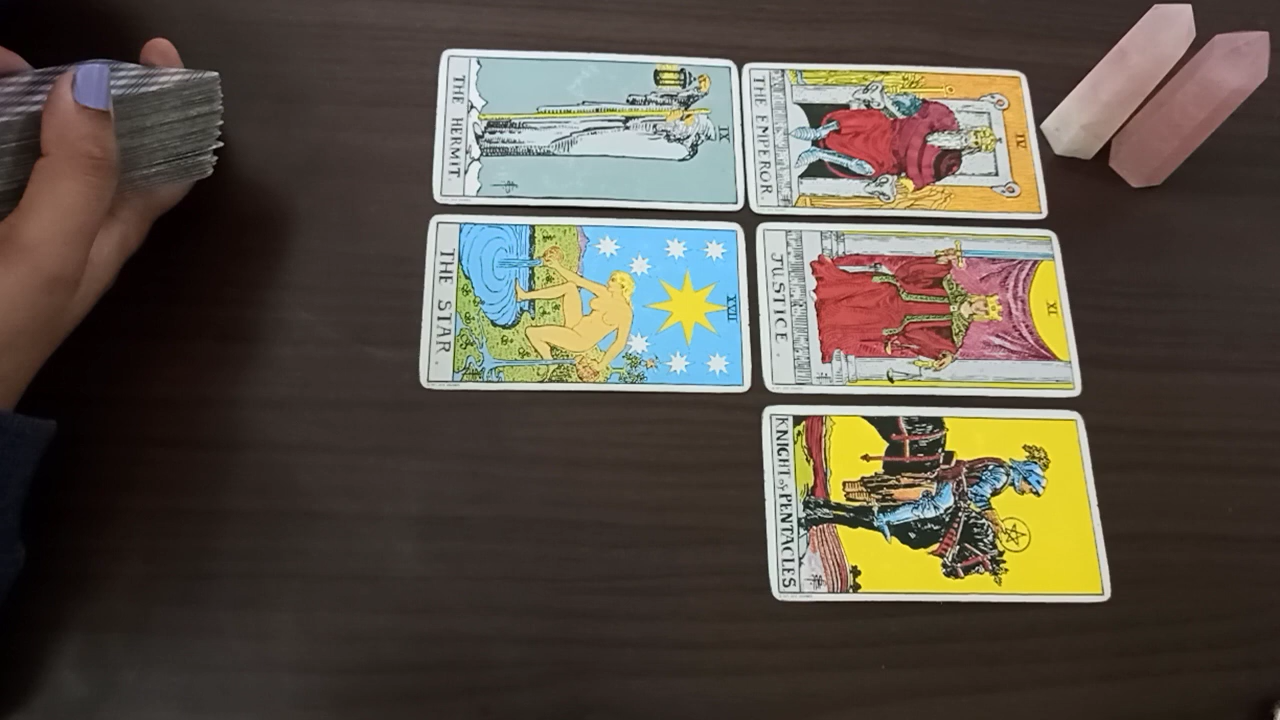 THE HERMIT.
IX
THE EMPEROR.
IV
THE STAR.
XVII
JUSTICE.
XI
KNIGHT of PENTACLES